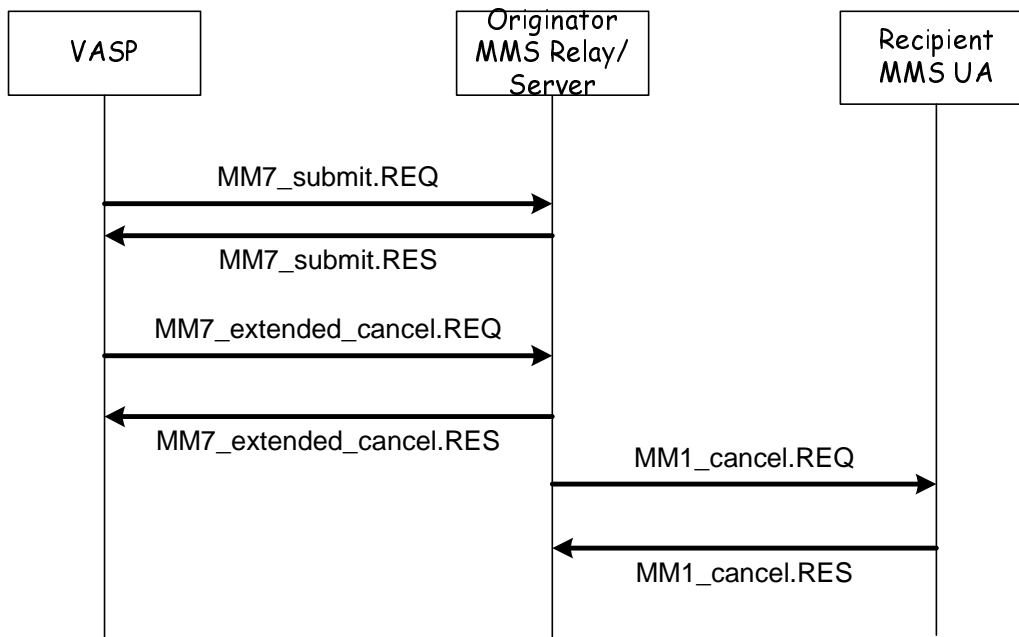 VASP
Originator
MMS Relay/
Server
Recipient
MMS UA
MM7_submit.REQ
MM7_submit.RES
MM7_extended_cancel.REQ
MM7_extended_cancel.RES
MM1_cancel.REQ
MM1_cancel.RES